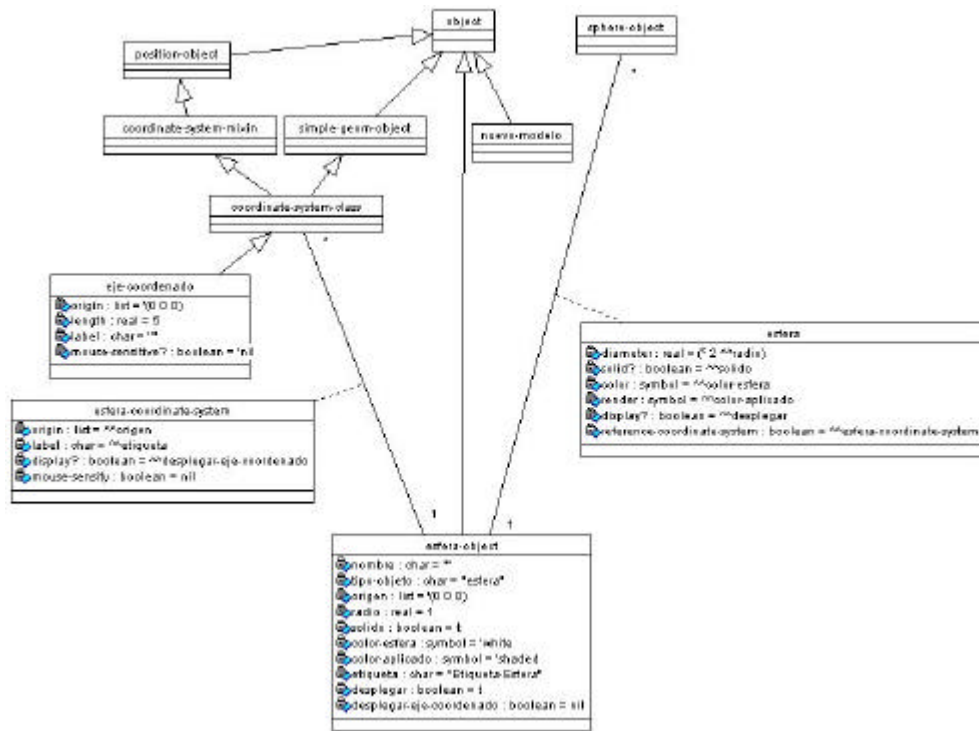 object
sphere-object
position-object
*
coordinate-system-mixin
simple-geom-object
nuevo-modelo
coordinate-system-class
*
eje-coordenado
origin : list = '(0 0 0)
length : real = 5
label : char = ""
mouse-sensitive? : boolean = 'nil
esfera
diameter : real = (* 2 ^^radio)
solid? : boolean = ^^solido
color : symbol = ^^color-esfera
render : symbol = ^^color-aplicado
display? : boolean = ^^desplegar
reference-coordinate-system : boolean = ^^esfera-coordinate-system
esfera-coordinate-system
origin : list = ^^origen
label : char = ^^etiqueta
display? : boolean = ^^desplegar-eje-coordenado
mouse-sensity : boolean = nil
1
1
esfera-object
nombre : char = ""
tipo-objeto : char = "esfera"
origen : list = '(0 0 0)
radio : real = 1
solido : boolean = t
color-esfera : symbol = 'white
color-aplicado : symbol = 'shaded
etiqueta : char = "Etiqueta-Esfera"
desplegar : boolean = t
desplegar-eje-coordenado : boolean = nil